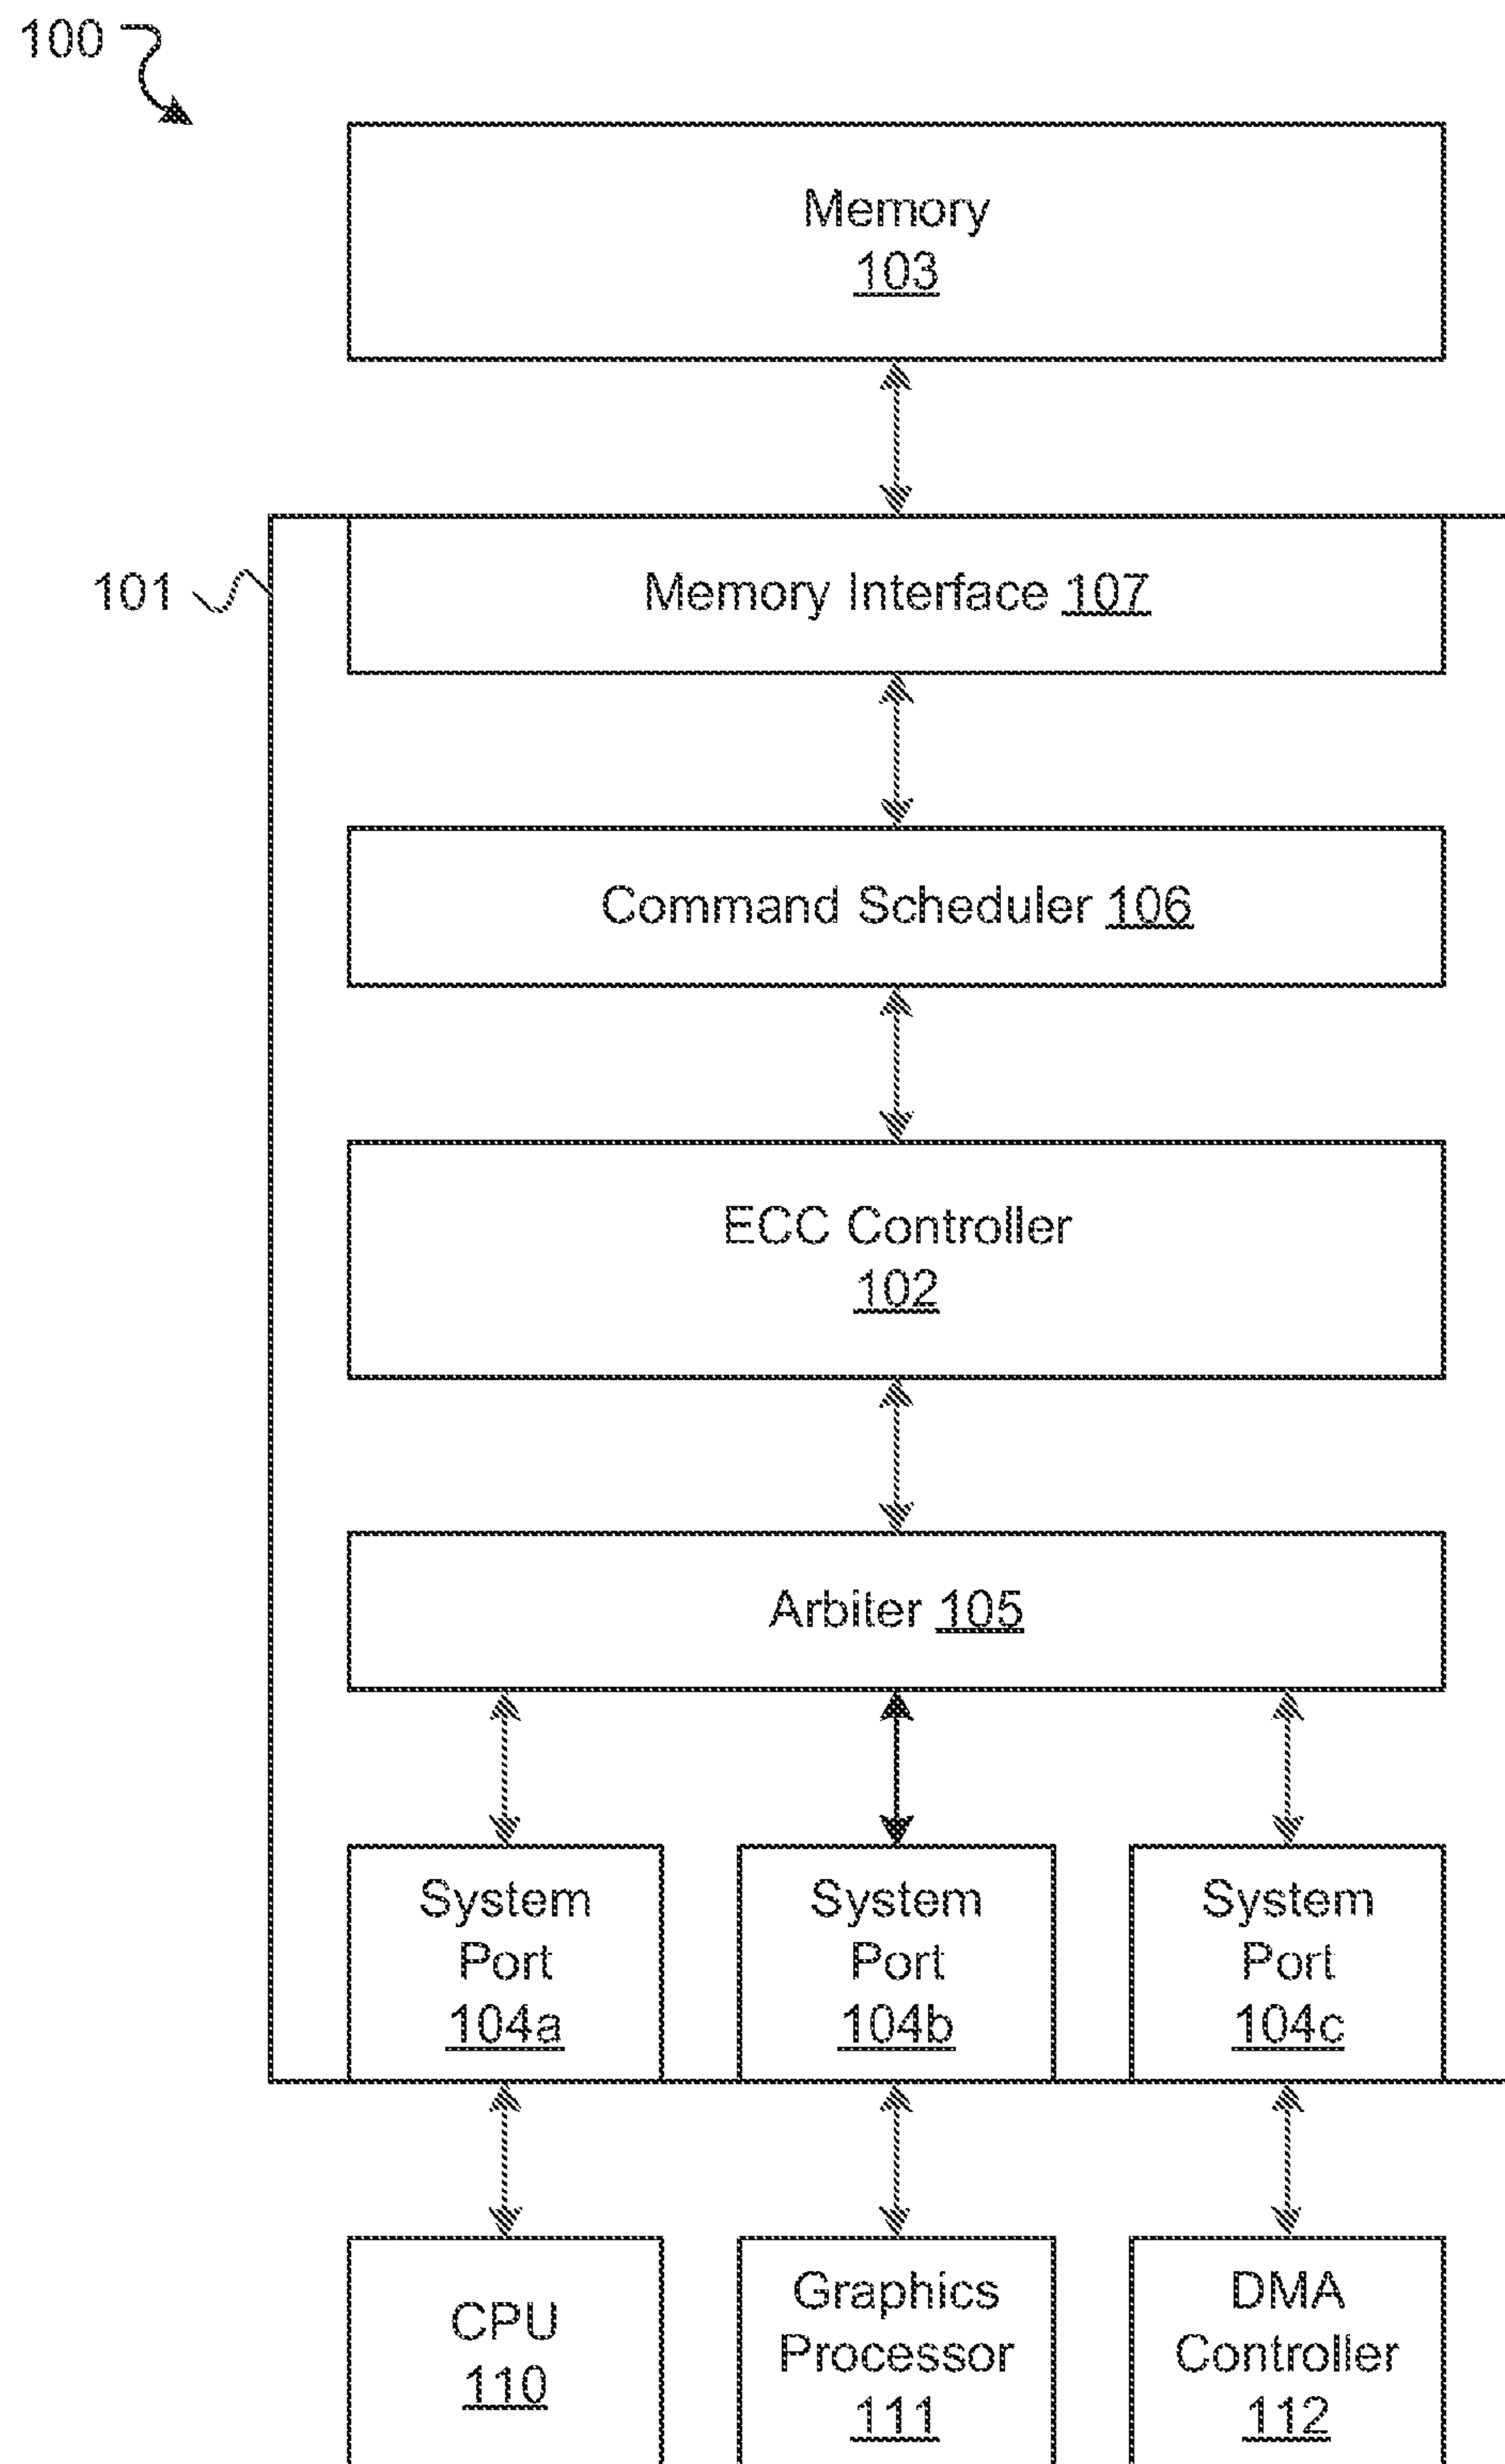 100
Memory
103
101
Memory Interface 107
Command Scheduler 106
ECC Controller
102
Arbiter 105
System
Port
104a
System
Port
104b
System
Port
104c
CPU
110
Graphics
Processor
111
DMA
Controller
112